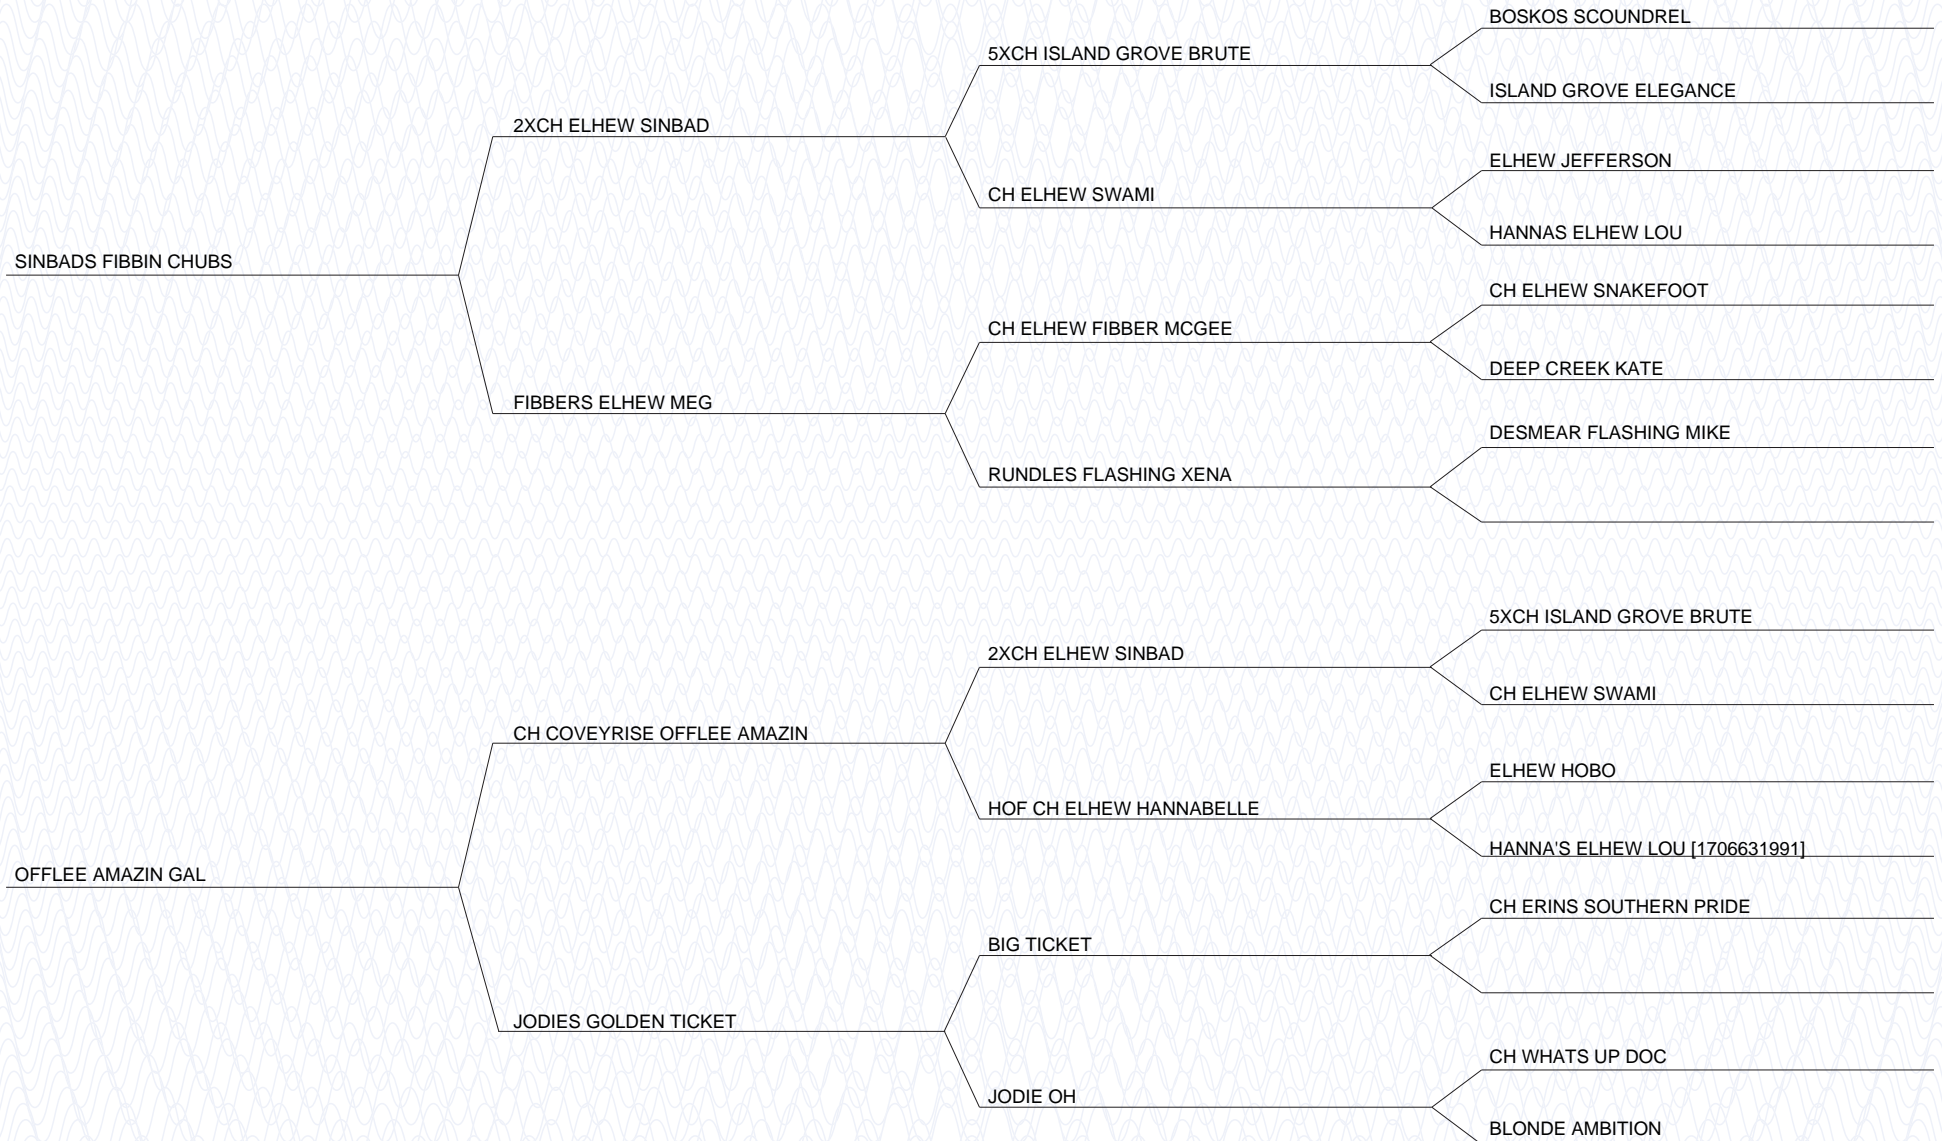 BOSKOS SCOUNDREL
5XCH ISLAND GROVE BRUTE
ISLAND GROVE ELEGANCE
2XCH ELHEW SINBAD
ELHEW JEFFERSON
CH ELHEW SWAMI
HANNAS ELHEW LOU
SINBADS FIBBIN CHUBS
CH ELHEW SNAKEFOOT
CH ELHEW FIBBER MCGEE
DEEP CREEK KATE
FIBBERS ELHEW MEG
DESMEAR FLASHING MIKE
RUNDLES FLASHING XENA
5XCH ISLAND GROVE BRUTE
2XCH ELHEW SINBAD
CH ELHEW SWAMI
CH COVEYRISE OFFLEE AMAZIN
ELHEW HOBO
HOF CH ELHEW HANNABELLE
HANNA'S ELHEW LOU [1706631991]
OFFLEE AMAZIN GAL
CH ERINS SOUTHERN PRIDE
BIG TICKET
JODIES GOLDEN TICKET
CH WHATS UP DOC
JODIE OH
BLONDE AMBITION